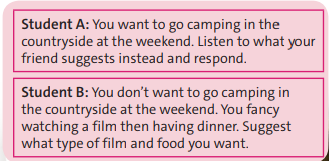 Student A: You want to go camping in the
countryside at the weekend. Listen to what your
friend suggests instead and respond.
Student B: You don't want to go camping in
the countryside at the weekend. You fancy
watching a film then having dinner. Suggest
what type of film and food you want.